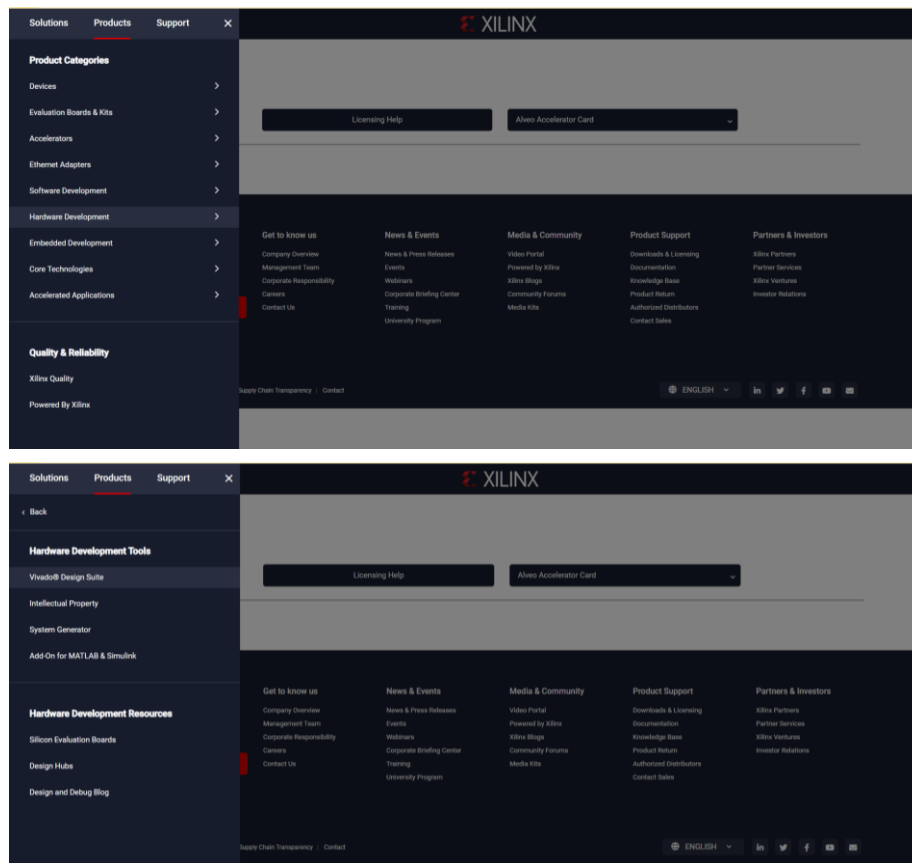 Solutions Products Support X
XILINX
Product Categories
Devices
Evaluation Boards & Kits
Accelerators
Ethernet Adapters
Software Development
Hardware Development
Embedded Development
Core Technologies
Accelerated Applications
Quality & Reliability
Xilinx Quality
Powered By Xilinx
Licensing Help
Alveo Accelerator Card
Get to know us
Company Overview
Management Team
Corporate Responsibility
Careers
Contact Us
News & Events
News & Press Releases
Events
Webinars
Corporate Briefing Center
Training
University Program
Media & Community
Video Portal
Powered by Xilinx
Xilinx Blogs
Community Forums
Media Kits
Product Support
Downloads & Licensing
Documentation
Knowledge Base
Product Return
Authorized Distributors
Contact Sales
Partners & Investors
Xilinx Partners
Partner Services
Xilinx Ventures
Investor Relations
Supply Chain Transparency | Contact
ENGLISH
in f
Solutions Products Support X
XILINX
‹ Back
Hardware Development Tools
Vivado® Design Suite
Intellectual Property
System Generator
Add-On for MATLAB & Simulink
Hardware Development Resources
Silicon Evaluation Boards
Design Hubs
Design and Debug Blog
Licensing Help
Alveo Accelerator Card
Get to know us
Company Overview
Management Team
Corporate Responsibility
Careers
Contact Us
News & Events
News & Press Releases
Events
Webinars
Corporate Briefing Center
Training
University Program
Media & Community
Video Portal
Powered by Xilinx
Xilinx Blogs
Community Forums
Media Kits
Product Support
Downloads & Licensing
Documentation
Knowledge Base
Product Return
Authorized Distributors
Contact Sales
Partners & Investors
Xilinx Partners
Partner Services
Xilinx Ventures
Investor Relations
Supply Chain Transparency | Contact
ENGLISH
in f